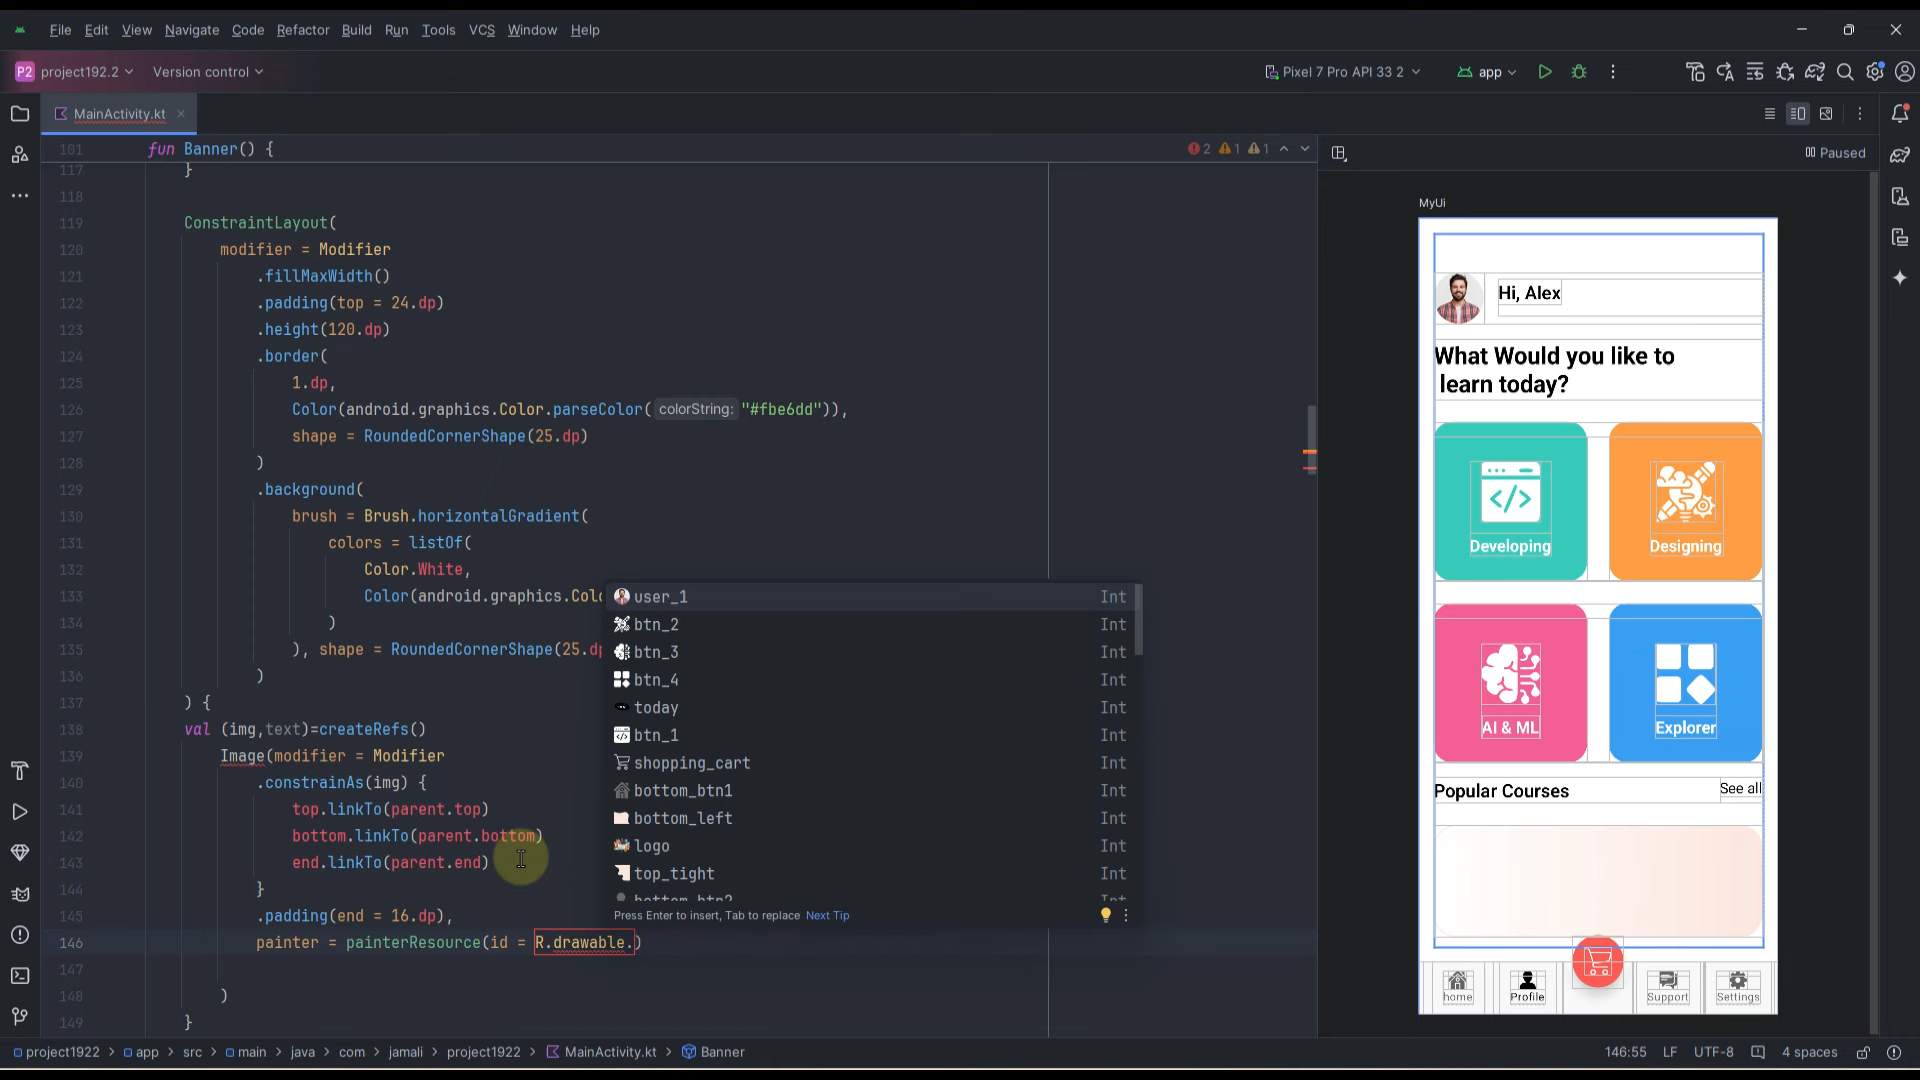 File Edit View Navigate Code Refactor Build Run Tools VCS Window Help
P2 project192.2 Version control Pixel 7 Pro API 33 2 app
MainActivity.kt
101 fun Banner() { 2 1 1
Paused
117 }
118
119 ConstraintLayout(
120 modifier = Modifier
121 .fillMaxWidth()
122 .padding(top = 24.dp)
123 .height(120.dp)
124 .border(
125 1.dp,
126 Color(android.graphics.Color.parseColor( colorString: "#fbe6dd")),
127 shape = RoundedCornerShape(25.dp)
128 )
129 .background(
130 brush = Brush.horizontalGradient(
131 colors = listOf(
132 Color.White,
133 Color(android.graphics.Colo
134 )
135 ), shape = RoundedCornerShape(25.dp
136 )
137 ) {
138 val (img,text)=createRefs()
139 Image(modifier = Modifier
140 .constrainAs(img) {
141 top.linkTo(parent.top)
142 bottom.linkTo(parent.bottom)
143 end.linkTo(parent.end)
144 }
145 .padding(end = 16.dp),
146 painter = painterResource(id = R.drawable.)
147
148 )
149 }
user_1 Int
btn_2 Int
btn_3 Int
btn_4 Int
today Int
btn_1 Int
shopping_cart Int
bottom_btn1 Int
bottom_left Int
logo Int
top_tight Int
bottom_btn2 Int
Press Enter to insert, Tab to replace Next Tip
MyUi
Hi, Alex
What Would you like to
learn today?
Developing
Designing
AI & ML
Explorer
Popular Courses See all
home Profile Support Settings
project1922 > app > src > main > java > com > jamali > project1922 > MainActivity.kt > Banner 146:55 LF UTF-8 4 spaces